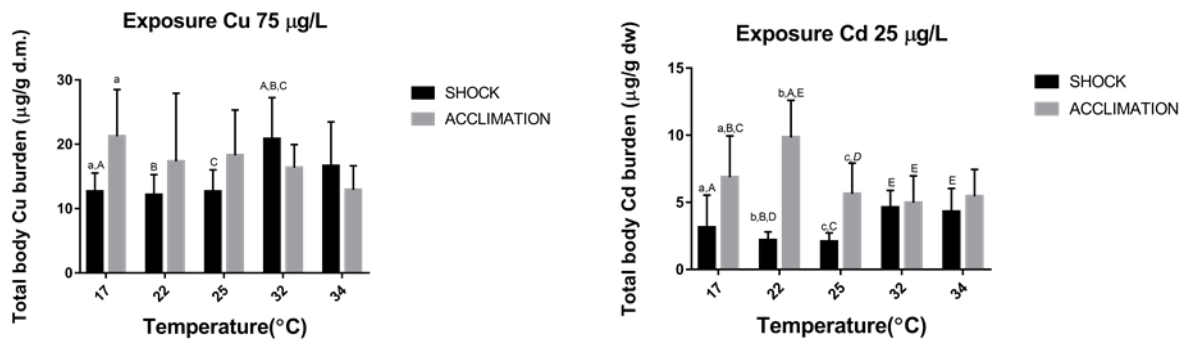 Exposure Cu 75 µg/L
Total body Cu burden (µg/g d.m.)
30
20
10
0
a,A
a
B
C
A,B,C
17
22
25
32
34
Temperature(°C)
SHOCK
ACCLIMATION
Exposure Cd 25 µg/L
Total body Cd burden (µg/g dw)
15
10
5
0
a,A
a,B,C
b,B,D
b,A,E
c,C
c,D
E
E
E
17
22
25
32
34
Temperature(°C)
SHOCK
ACCLIMATION